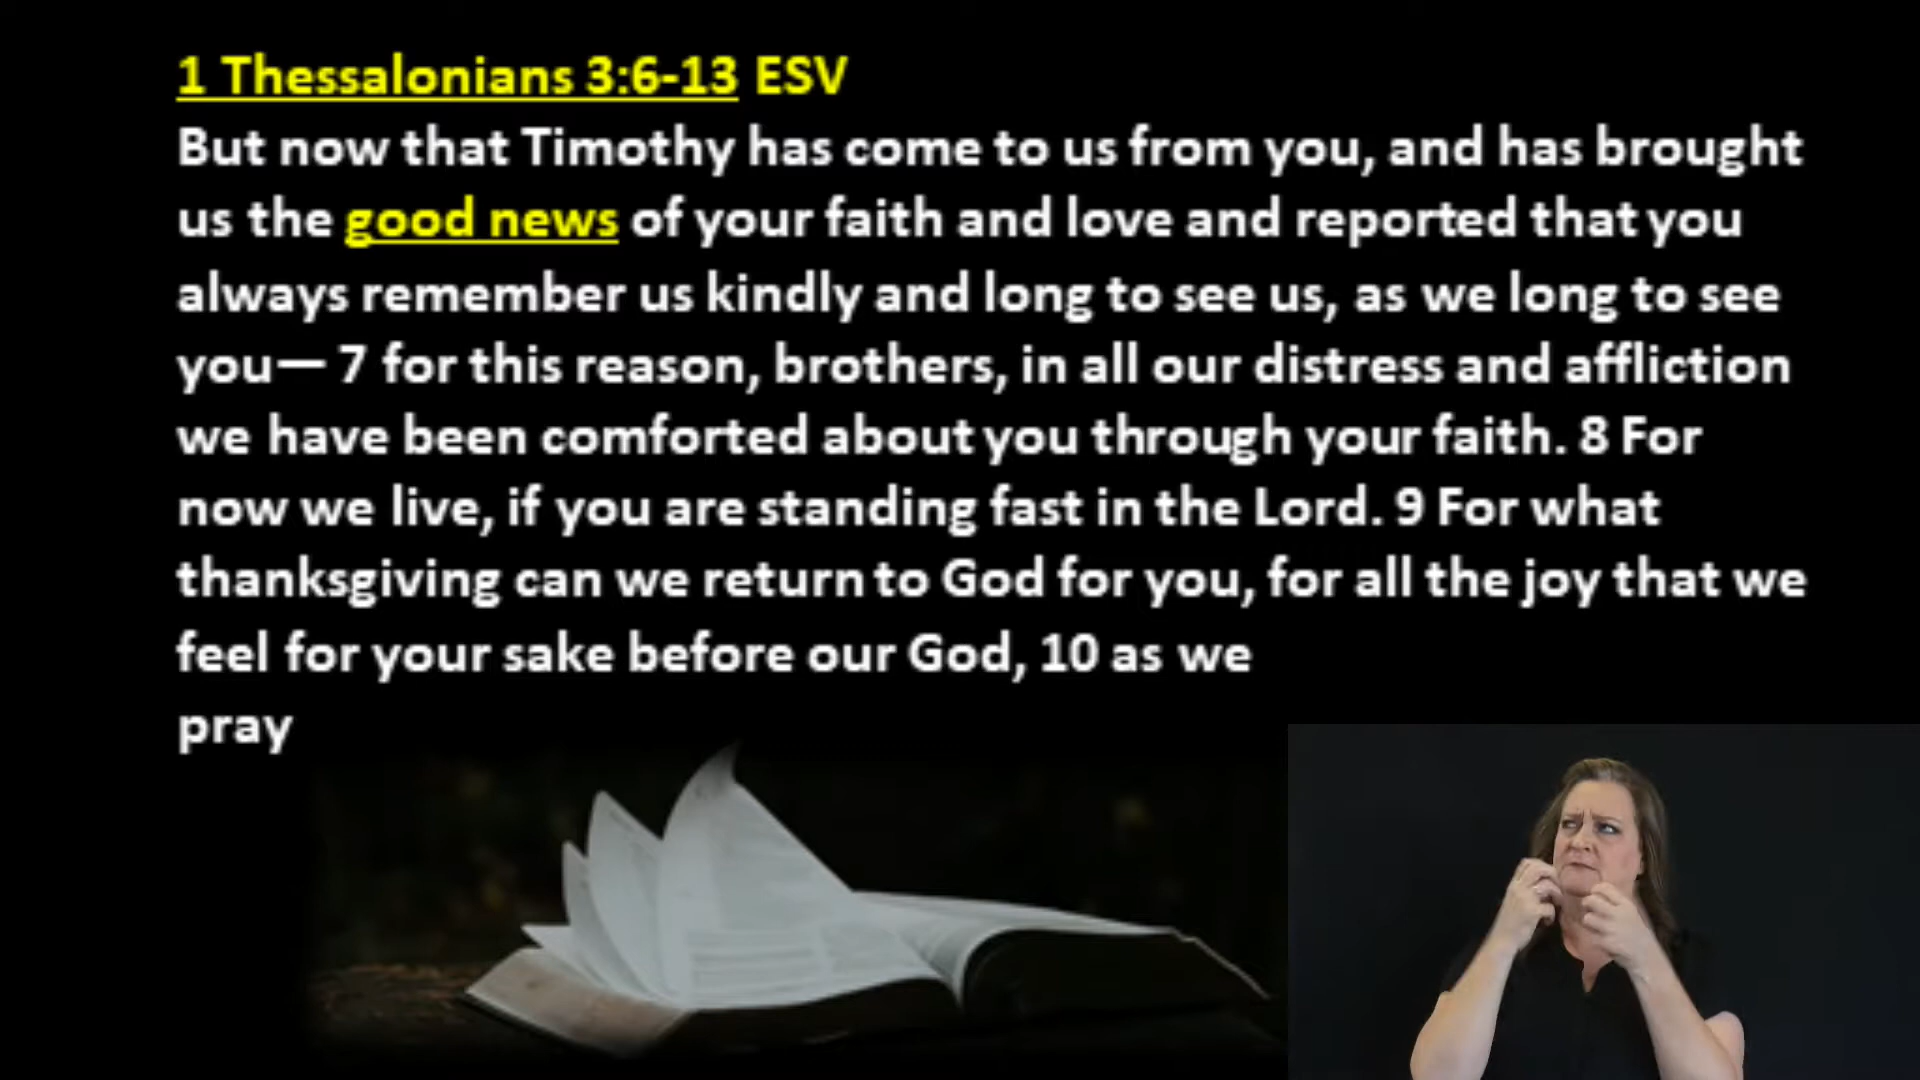 1 Thessalonians 3:6-13 ESV
But now that Timothy has come to us from you, and has brought
us the good news of your faith and love and reported that you
always remember us kindly and long to see us, as we long to see
you— 7 for this reason, brothers, in all our distress and affliction
we have been comforted about you through your faith. 8 For
now we live, if you are standing fast in the Lord. 9 For what
thanksgiving can we return to God for you, for all the joy that we
feel for your sake before our God, 10 as we
pray